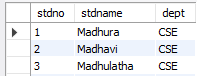 stdno stdname dept
1 Madhura CSE
2 Madhavi CSE
3 Madhulatha CSE